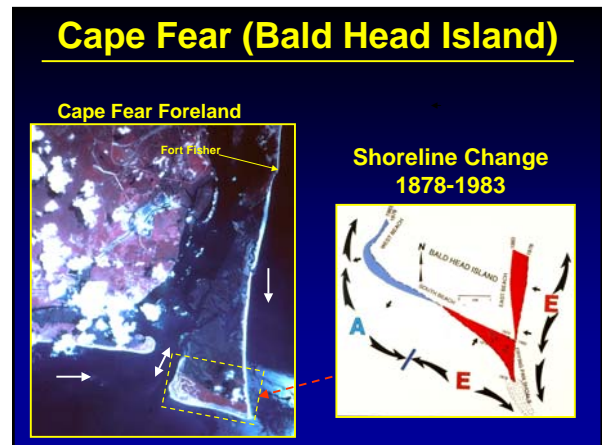 Cape Fear (Bald Head Island)
Cape Fear Foreland
Fort Fisher
Shoreline Change
1878-1983
WEST BEACH
N
BALD HEAD ISLAND
SOUTH BEACH
EAST BEACH
A
E
E